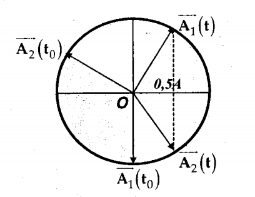 A₁(t)
A₂(t₀)
O 0,5A
A₂(t)
A₁(t₀)